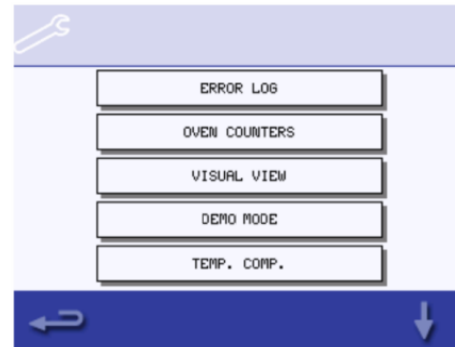 ERROR LOG
OVEN COUNTERS
VISUAL VIEW
DEMO MODE
TEMP. COMP.